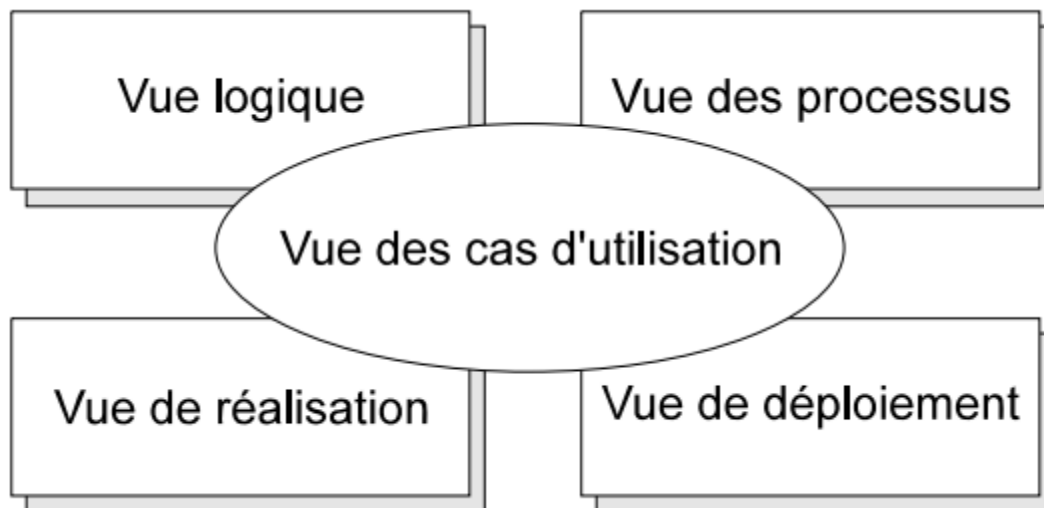 Vue logique
Vue des processus
Vue des cas d'utilisation
Vue de réalisation
Vue de déploiement